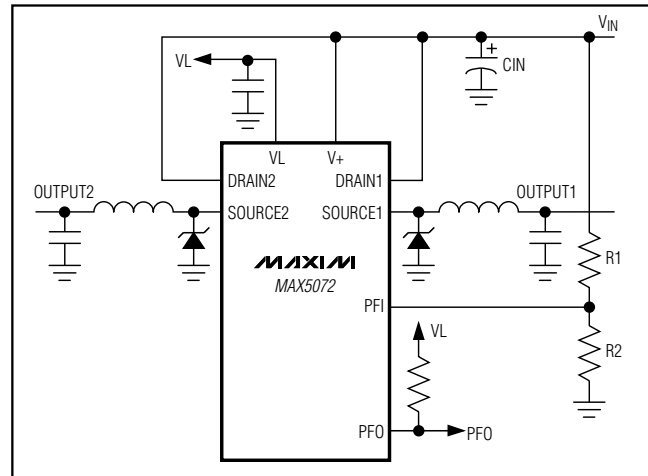 VIN
VL
CIN
VL
V+
DRAIN2
DRAIN1
OUTPUT2
SOURCE2
SOURCE1
OUTPUT1
MAXIM
MAX5072
R1
PFI
VL
R2
PFO
PFO